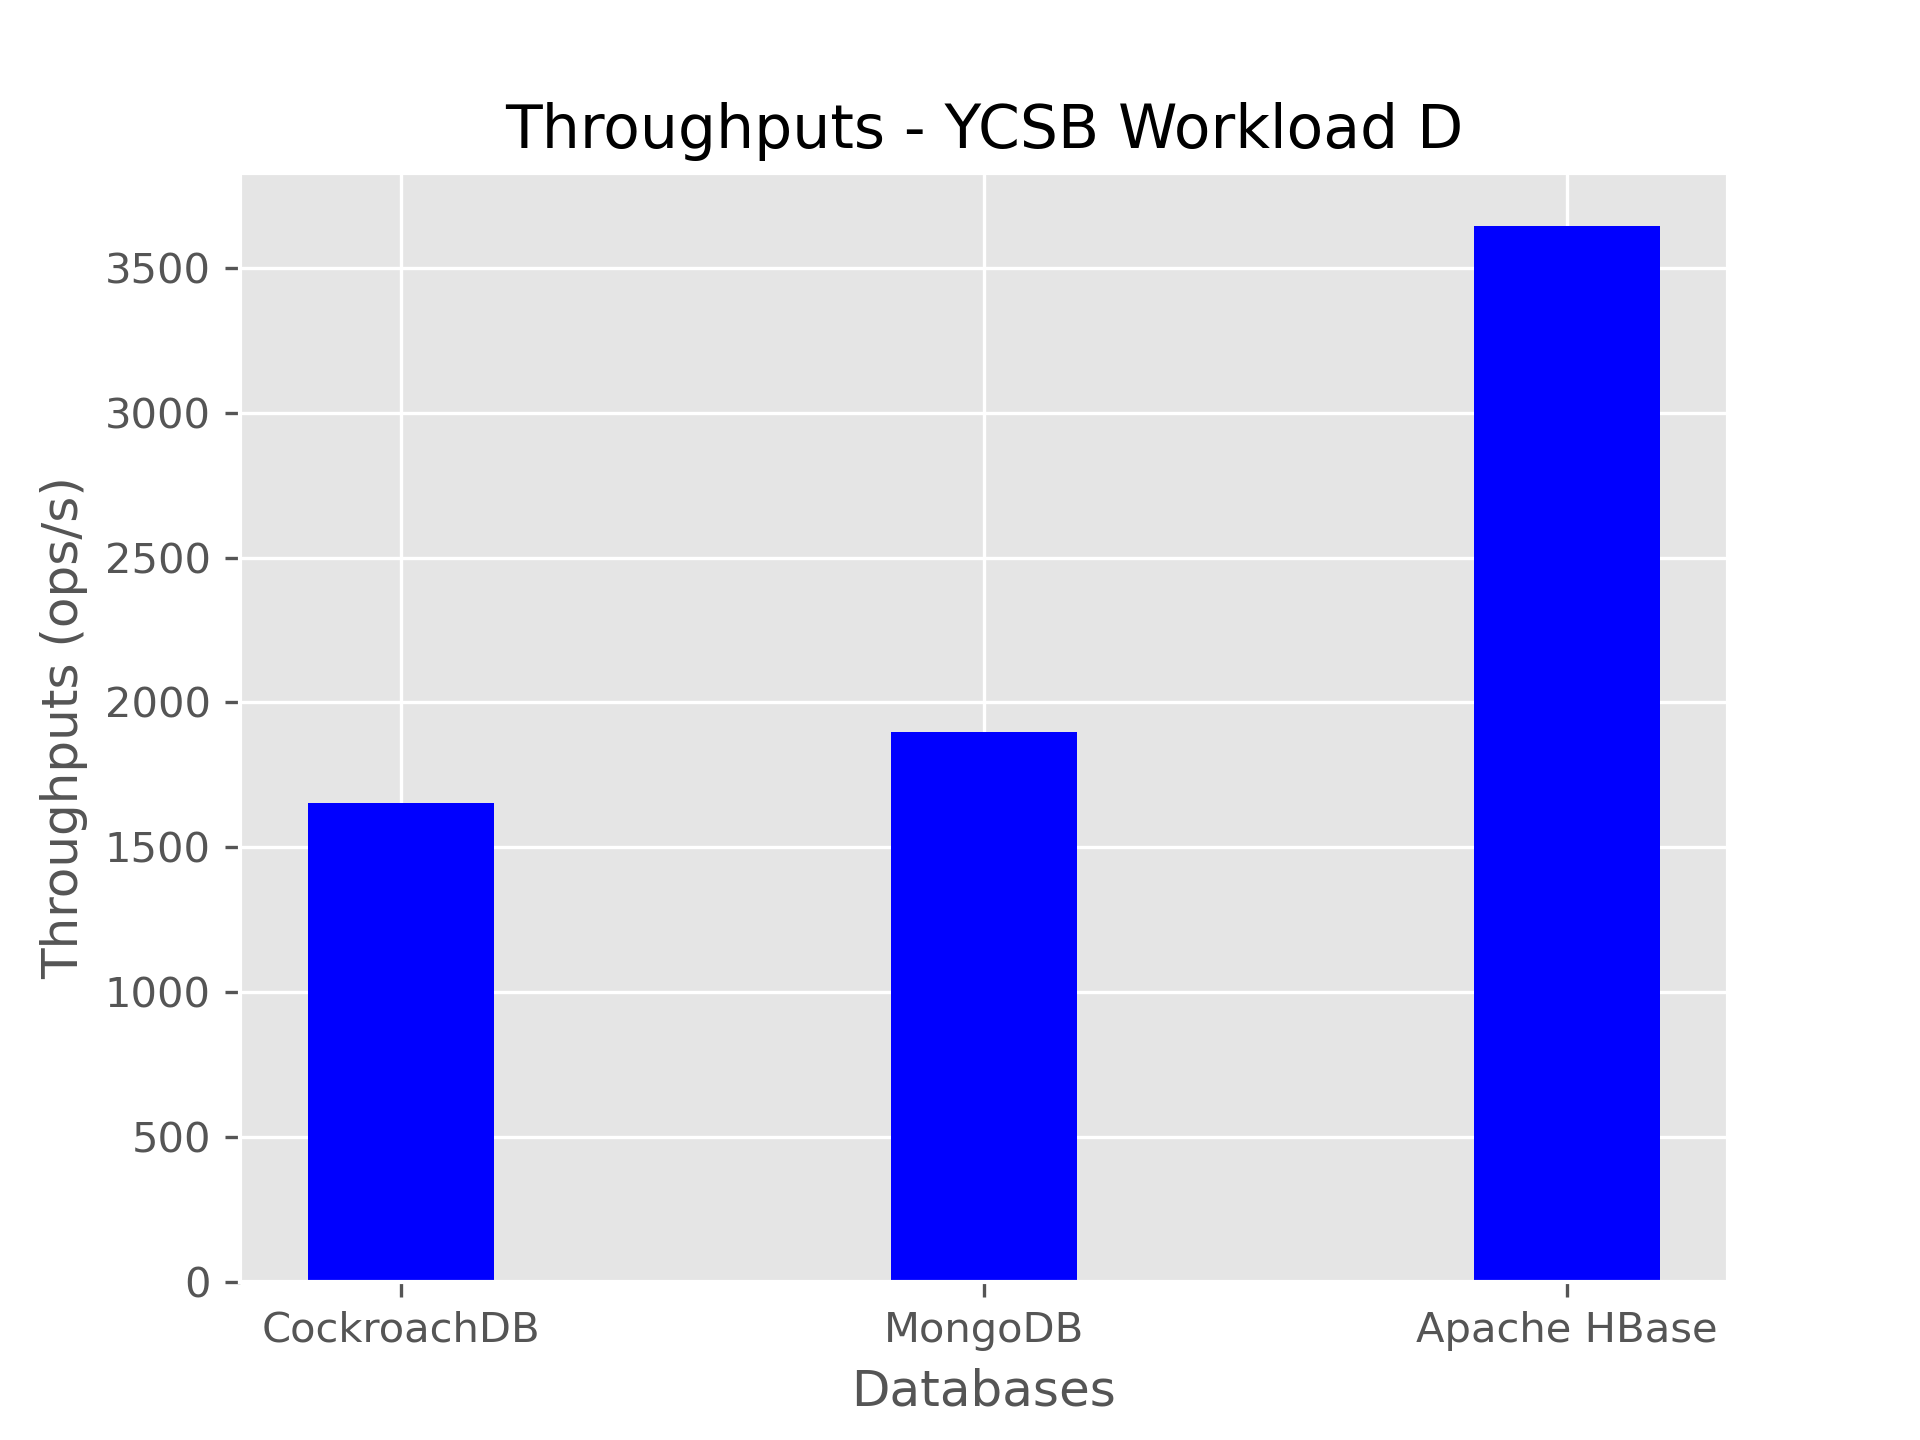 Throughputs - YCSB Workload D
Throughputs (ops/s)
3500
3000
2500
2000
1500
1000
500
0
CockroachDB MongoDB Apache HBase
Databases